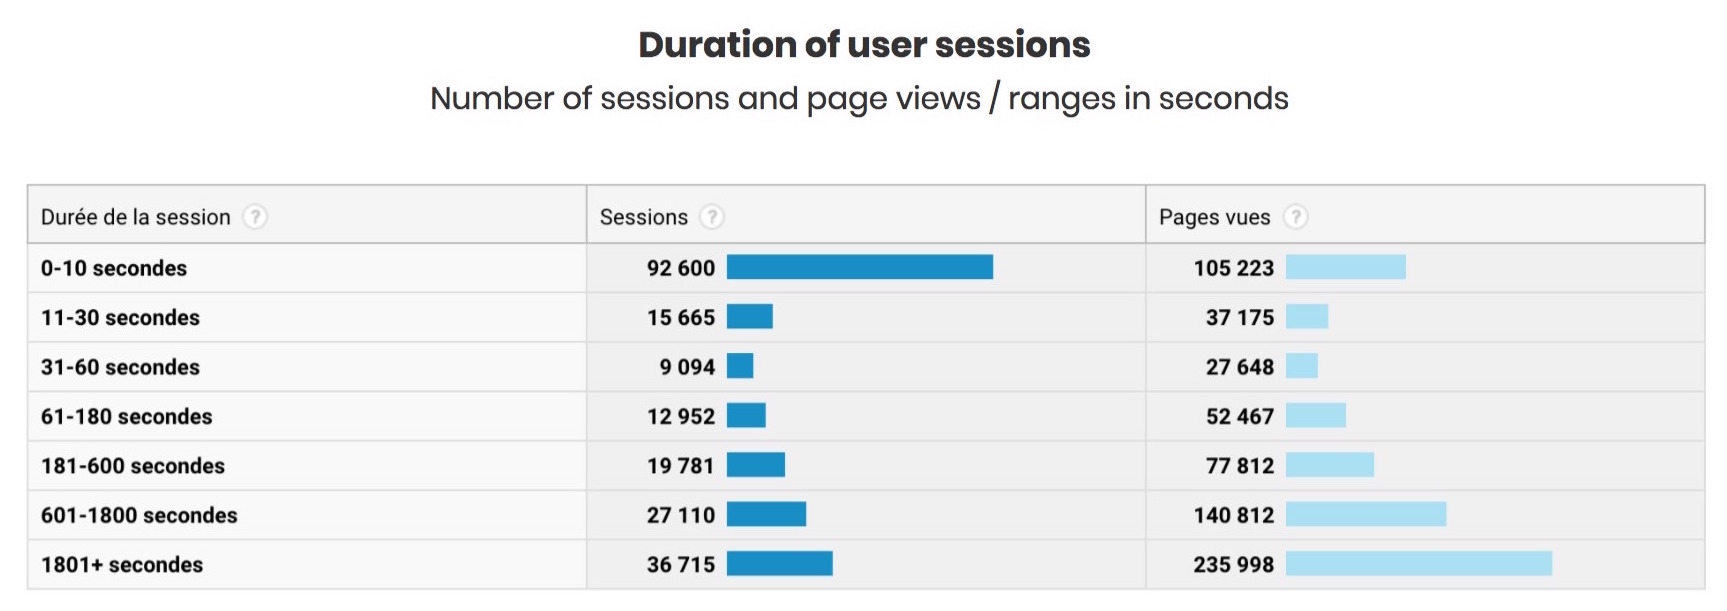 Duration of user sessions
Number of sessions and page views / ranges in seconds
Durée de la session ? Sessions ? Pages vues ?
0-10 secondes 92 600 105 223
11-30 secondes 15 665 37 175
31-60 secondes 9 094 27 648
61-180 secondes 12 952 52 467
181-600 secondes 19 781 77 812
601-1800 secondes 27 110 140 812
1801+ secondes 36 715 235 998